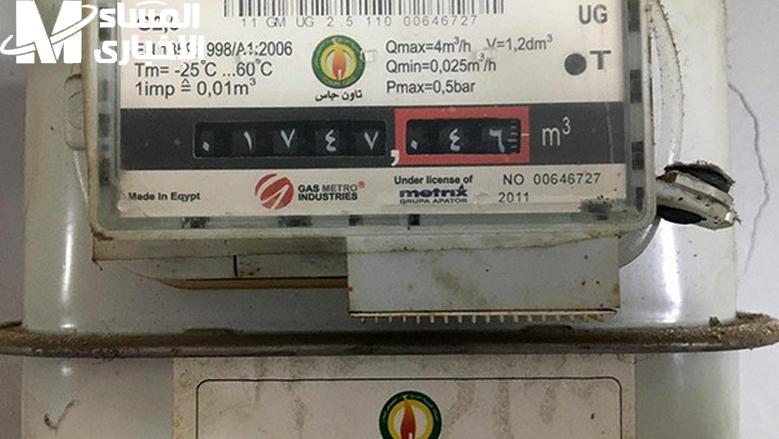 المساء
الإخباري
11 GM UG 2.5 110 00646727
UG
1998/A1:2006
Qmax=4m³/h V=1,2dm³
Tm= -25°C ...60°C
Qmin=0,025m³/h
T
1imp ≙ 0,01m³
Pmax=0,5bar
تاون جاس
٠١٧٤٧,٠٤٦ m³
Made in Egypt
GAS METRO®
INDUSTRIES
Under license of
metrix
GRUPA APATOR
NO 00646727
2011